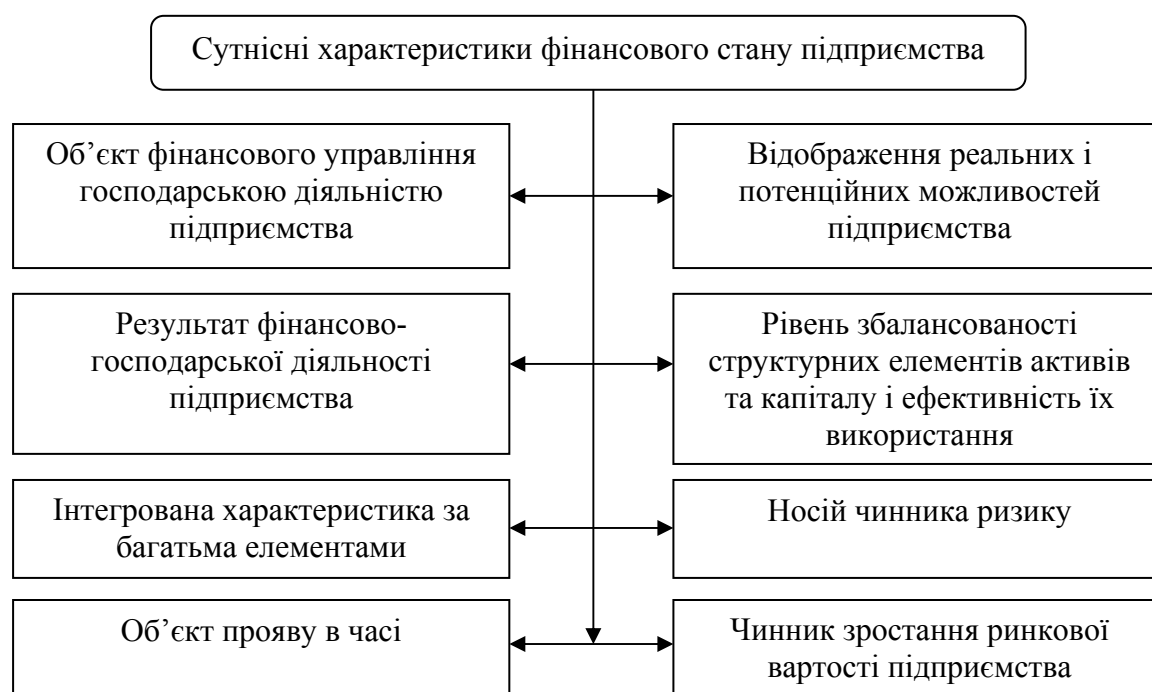 Сутнісні характеристики фінансового стану підприємства
Об’єкт фінансового управління
господарською діяльністю
підприємства
Відображення реальних і
потенційних можливостей
підприємства
Результат фінансово-
господарської діяльності
підприємства
Рівень збалансованості
структурних елементів активів
та капіталу і ефективність їх
використання
Інтегрована характеристика за
багатьма елементами
Носій чинника ризику
Об’єкт прояву в часі
Чинник зростання ринкової
вартості підприємства